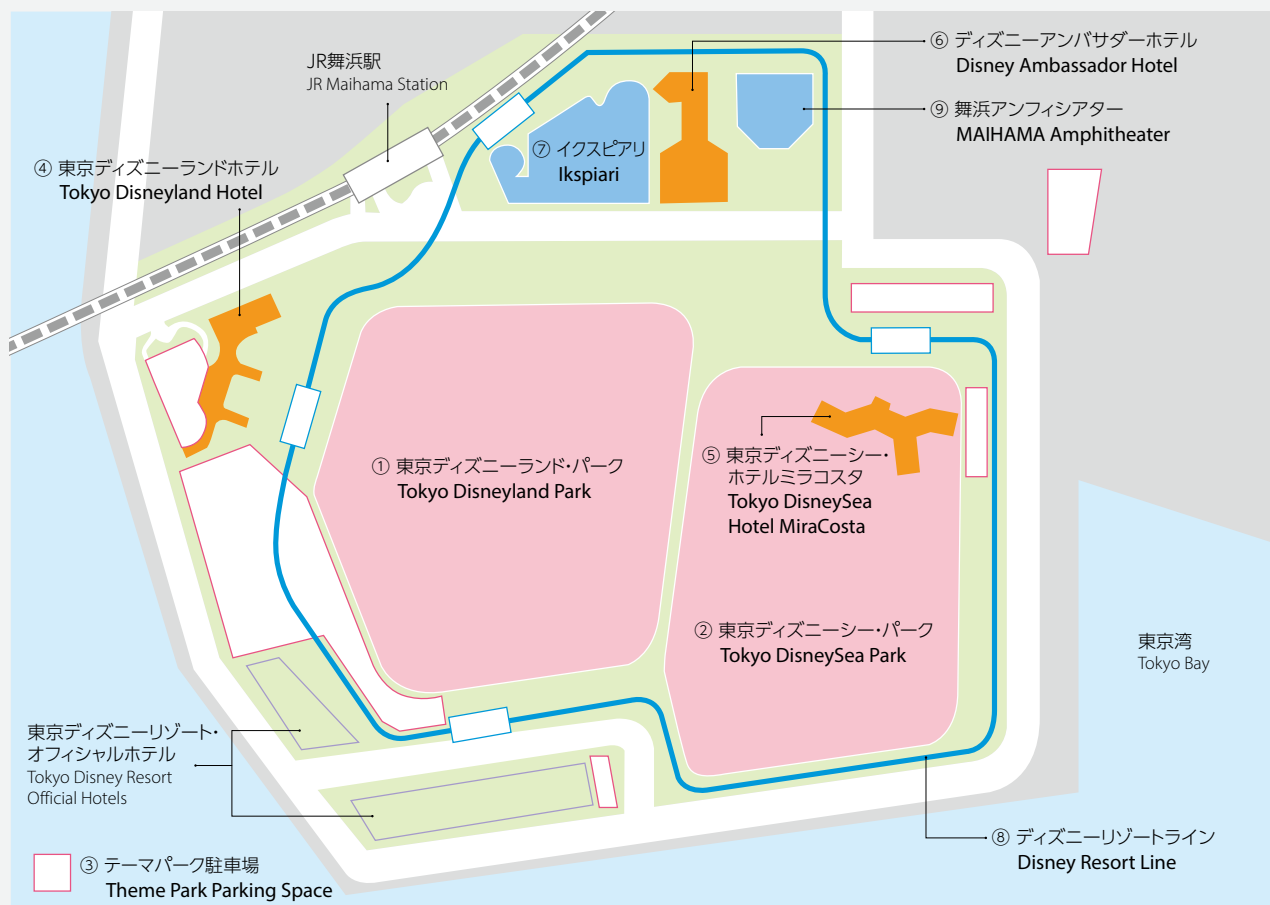 JR舞浜駅
JR Maihama Station
⑥ ディズニーアンバサダーホテル
Disney Ambassador Hotel
⑨ 舞浜アンフィシアター
MAIHAMA Amphitheater
④ 東京ディズニーランドホテル
Tokyo Disneyland Hotel
⑦ イクスピアリ
Ikspiari
① 東京ディズニーランド・パーク
Tokyo Disneyland Park
⑤ 東京ディズニーシー・
ホテルミラコスタ
Tokyo DisneySea
Hotel MiraCosta
② 東京ディズニーシー・パーク
Tokyo DisneySea Park
東京湾
Tokyo Bay
東京ディズニーリゾート・
オフィシャルホテル
Tokyo Disney Resort
Official Hotels
⑧ ディズニーリゾートライン
Disney Resort Line
③ テーマパーク駐車場
Theme Park Parking Space